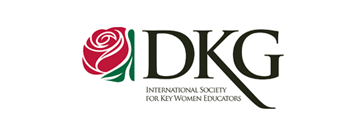 DKG
INTERNATIONAL SOCIETY
FOR KEY WOMEN EDUCATORS